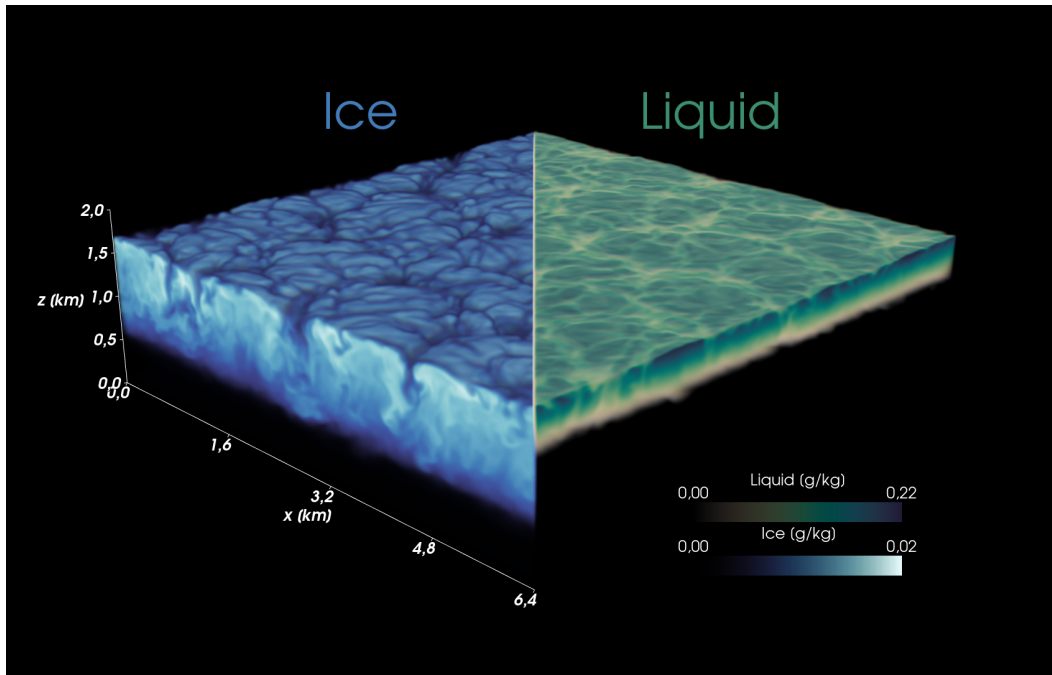 Ice
Liquid
2,0
1,5
z (km)
1,0
0,5
0,0
0,0
1,6
3,2
x (km)
4,8
6,4
Liquid (g/kg)
0,00
0,22
Ice (g/kg)
0,00
0,02